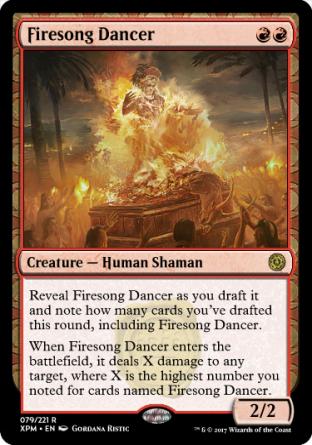 Firesong Dancer
Creature — Human Shaman
Reveal Firesong Dancer as you draft it
and note how many cards you've drafted
this round, including Firesong Dancer.
When Firesong Dancer enters the
battlefield, it deals X damage to any
target, where X is the highest number you
noted for cards named Firesong Dancer.
2/2
079/221 R
XPM • EN Gordana Ristic
™ & © 2017 Wizards of the Coast